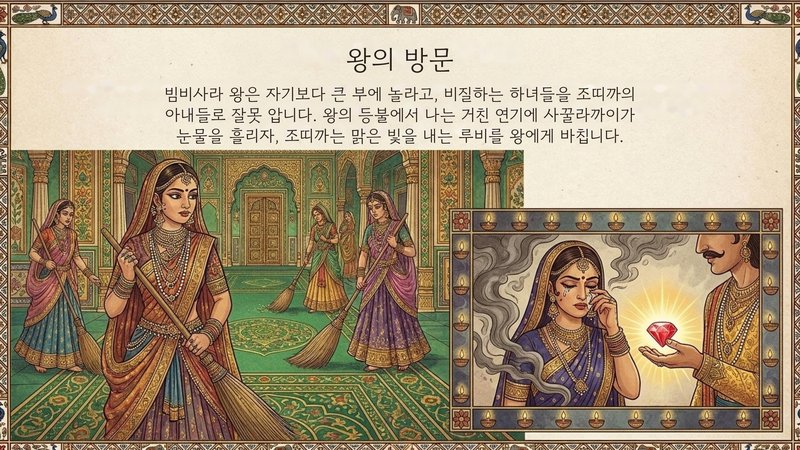 왕의 방문
빔비사라 왕은 자기보다 큰 부에 놀라고, 비질하는 하녀들을 조띠까의
아내들로 잘못 압니다. 왕의 등불에서 나는 거친 연기에 사꿀라까이가
눈물을 흘리자, 조띠까는 맑은 빛을 내는 루비를 왕에게 바칩니다.